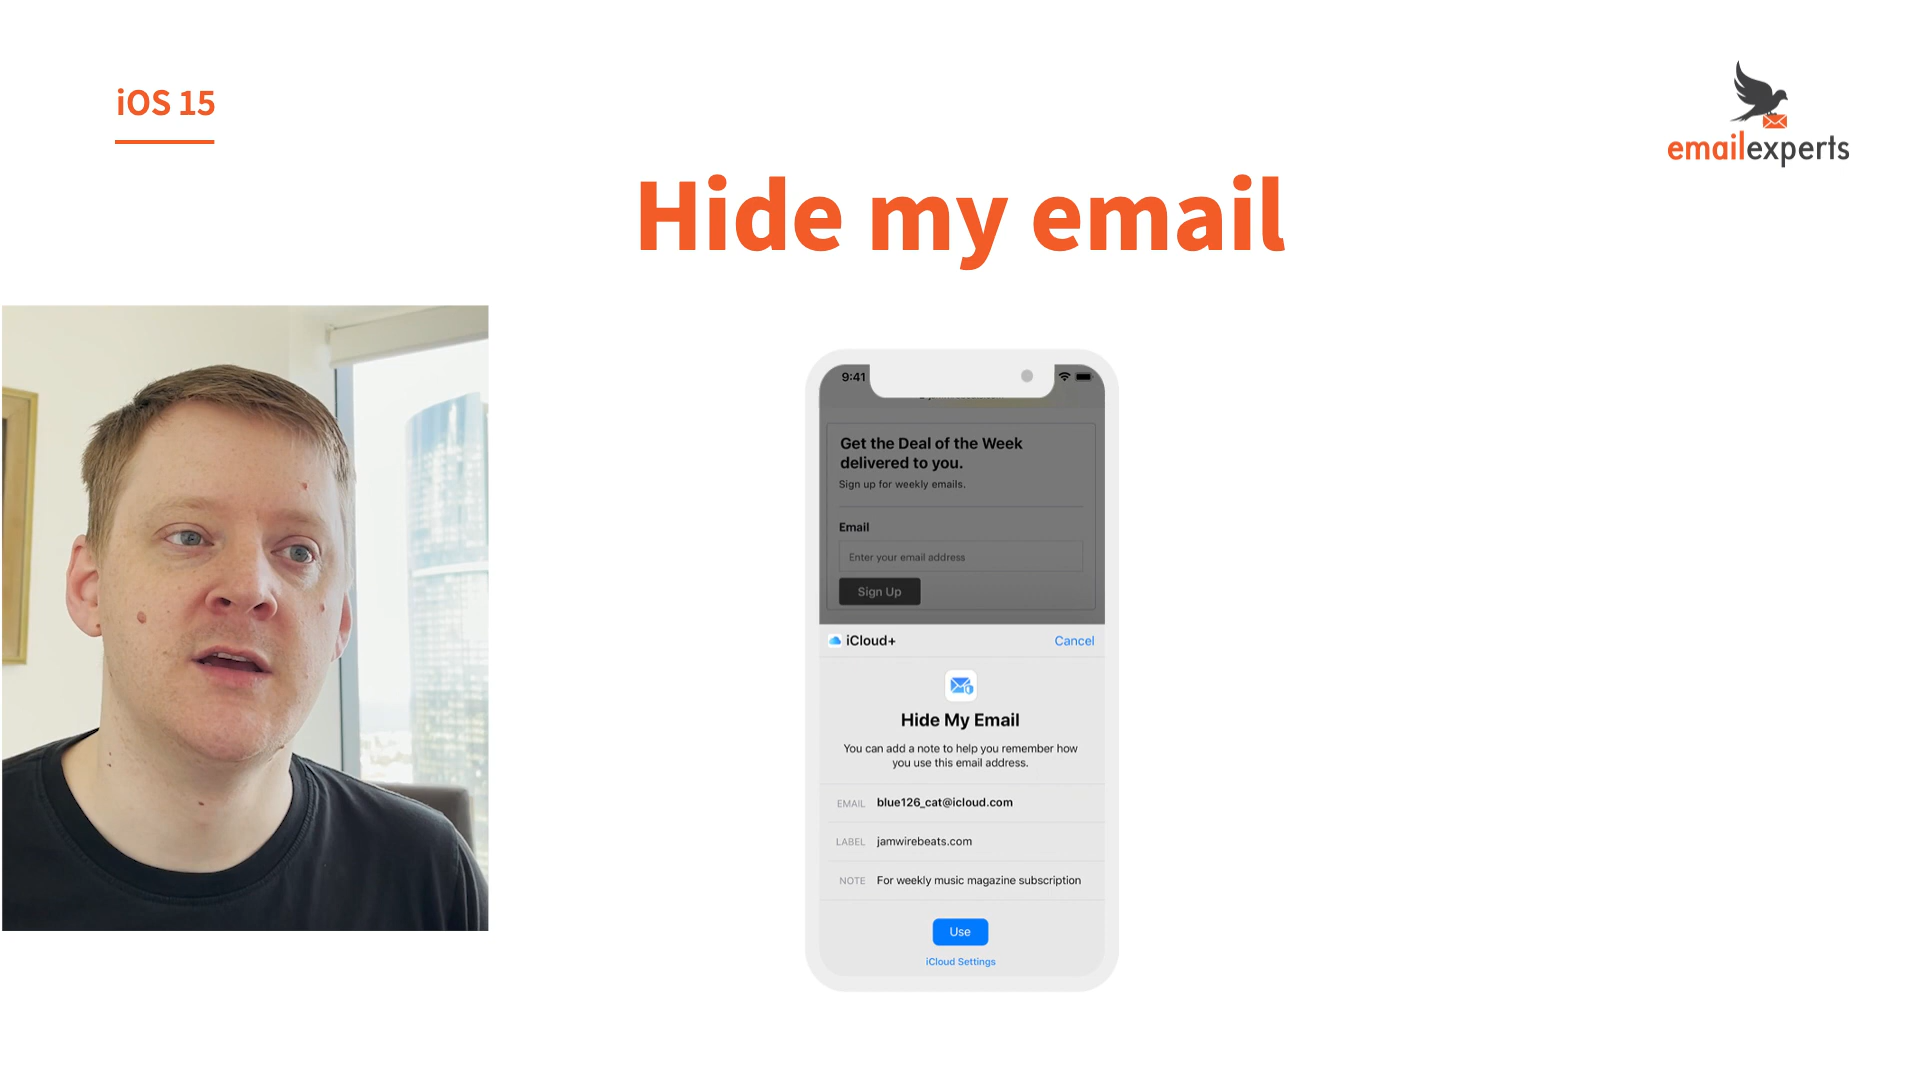 iOS 15
emailexperts
Hide my email
9:41
Get the Deal of the Week
delivered to you.
Sign up for weekly emails.
Email
Enter your email address
Sign Up
iCloud+
Cancel
Hide My Email
You can add a note to help you remember how
you use this email address.
EMAIL blue126_cat@icloud.com
LABEL jamwirebeats.com
NOTE For weekly music magazine subscription
Use
iCloud Settings